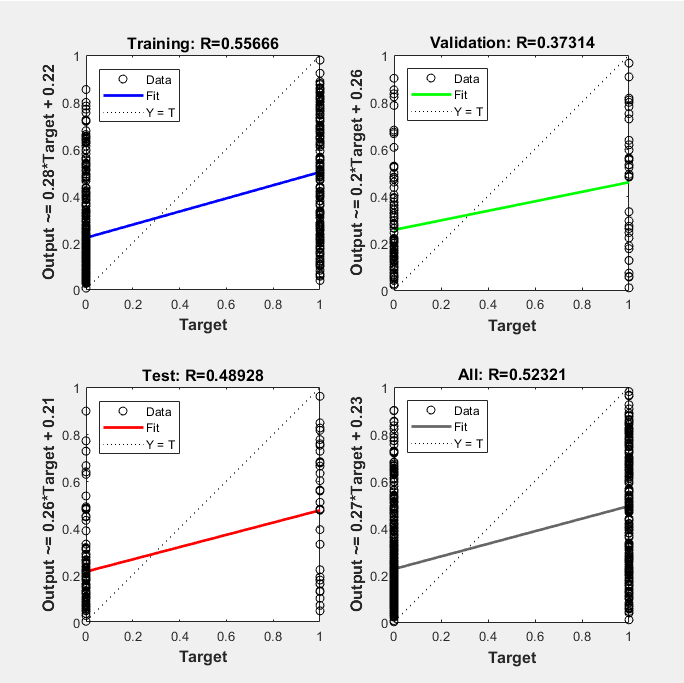 Training: R=0.55666
Output ~= 0.28*Target + 0.22
1
0.8
0.6
0.4
0.2
0
Data
Fit
Y = T
0 0.2 0.4 0.6 0.8 1
Target
Validation: R=0.37314
Output ~= 0.2*Target + 0.26
1
0.8
0.6
0.4
0.2
0
Data
Fit
Y = T
0 0.2 0.4 0.6 0.8 1
Target
Test: R=0.48928
Output ~= 0.26*Target + 0.21
1
0.8
0.6
0.4
0.2
0
Data
Fit
Y = T
0 0.2 0.4 0.6 0.8 1
Target
All: R=0.52321
Output ~= 0.27*Target + 0.23
1
0.8
0.6
0.4
0.2
0
Data
Fit
Y = T
0 0.2 0.4 0.6 0.8 1
Target